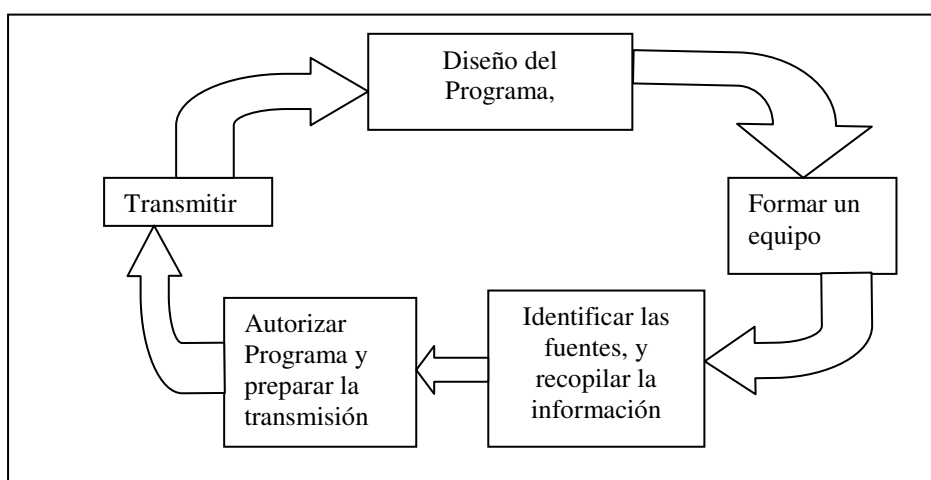 Diseño del
Programa,
Formar un
equipo
Identificar las
fuentes, y
recopilar la
información
Autorizar
Programa y
preparar la
transmisión
Transmitir